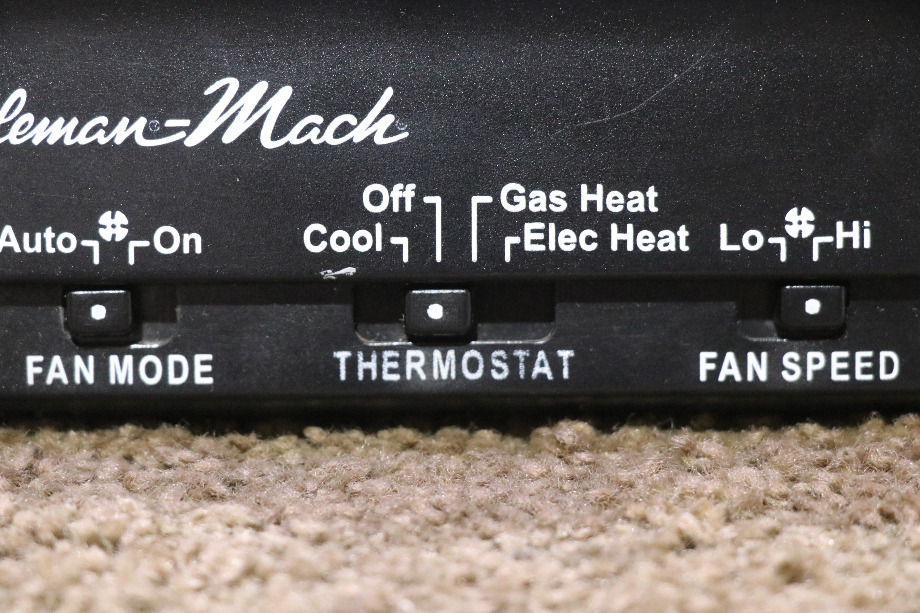 leman-Mach
Off Gas Heat
Auto On Cool Elec Heat Lo Hi
FAN MODE THERMOSTAT FAN SPEED